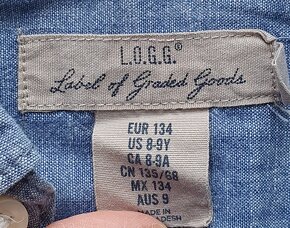 L.O.G.G.®
Label of Graded Goods
EUR 134
US 8-9Y
CA 8-9A
CN 135/68
MX 134
AUS 9
MADE IN